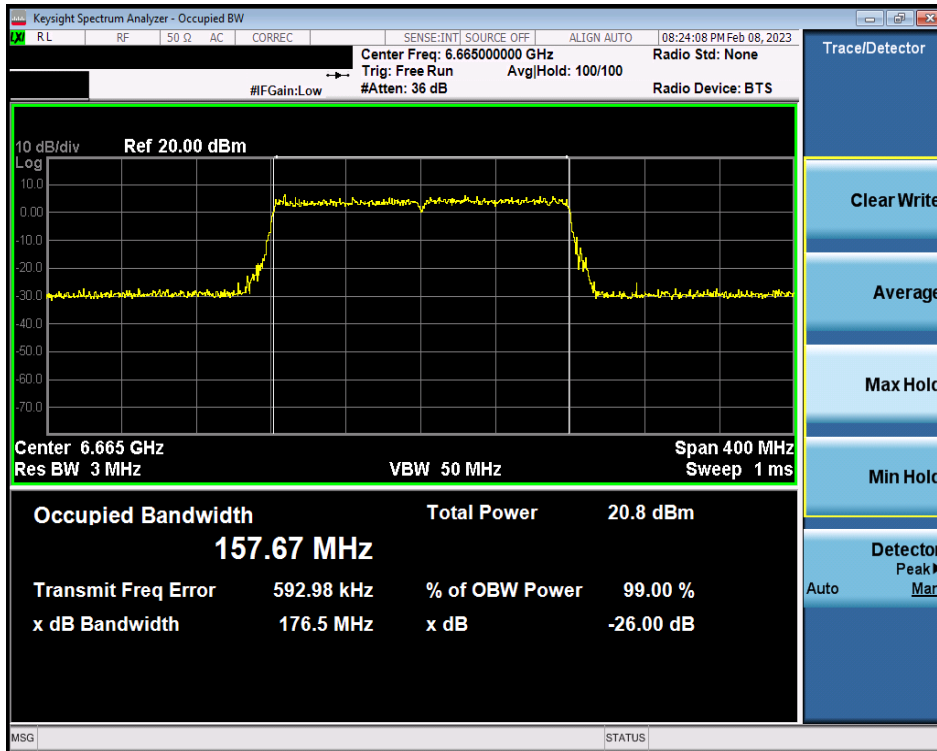 Keysight Spectrum Analyzer - Occupied BW
LXI RL RF 50 Ω AC CORREC SENSE:INT SOURCE OFF ALIGN AUTO 08:24:08 PM Feb 08, 2023
Center Freq: 6.665000000 GHz Radio Std: None
Trig: Free Run Avg|Hold: 100/100
#IFGain:Low #Atten: 36 dB Radio Device: BTS
10 dB/div Ref 20.00 dBm
Log
10.0
0.00
-10.0
-20.0
-30.0
-40.0
-50.0
-60.0
-70.0
Center 6.665 GHz Span 400 MHz
Res BW 3 MHz VBW 50 MHz Sweep 1 ms
Occupied Bandwidth Total Power 20.8 dBm
157.67 MHz
Transmit Freq Error 592.98 kHz % of OBW Power 99.00 %
x dB Bandwidth 176.5 MHz x dB -26.00 dB
MSG STATUS
Trace/Detector
Clear Write
Average
Max Hold
Min Hold
Detector
Peak
Auto Man